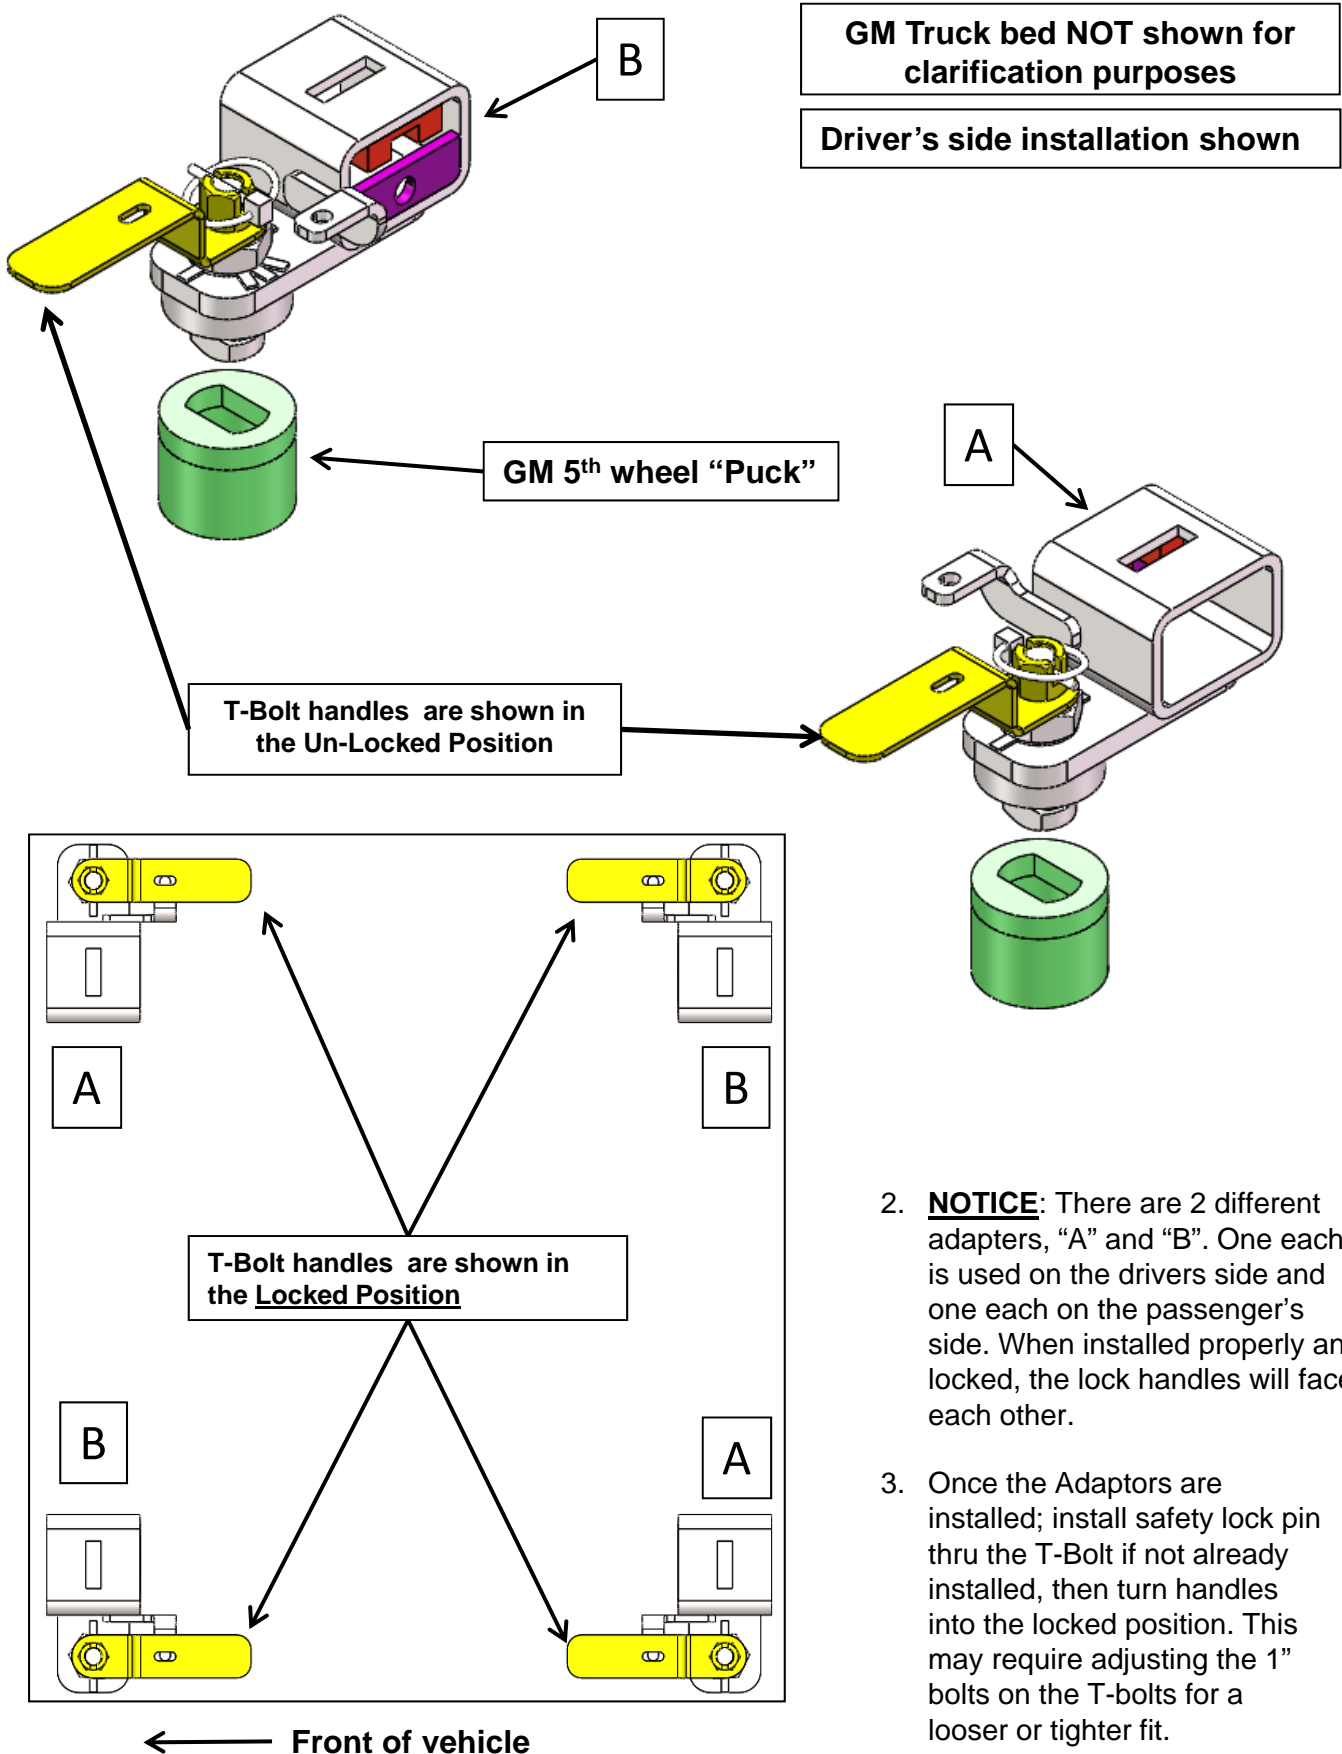 B
GM Truck bed NOT shown for
clarification purposes
Driver's side installation shown
GM 5th wheel “Puck”
A
T-Bolt handles are shown in
the Un-Locked Position
A
B
T-Bolt handles are shown in
the Locked Position
B
A
Front of vehicle
2. NOTICE: There are 2 different
adapters, “A” and “B”. One each
is used on the drivers side and
one each on the passenger’s
side. When installed properly an
locked, the lock handles will face
each other.
3. Once the Adaptors are
installed; install safety lock pin
thru the T-Bolt if not already
installed, then turn handles
into the locked position. This
may require adjusting the 1”
bolts on the T-bolts for a
looser or tighter fit.